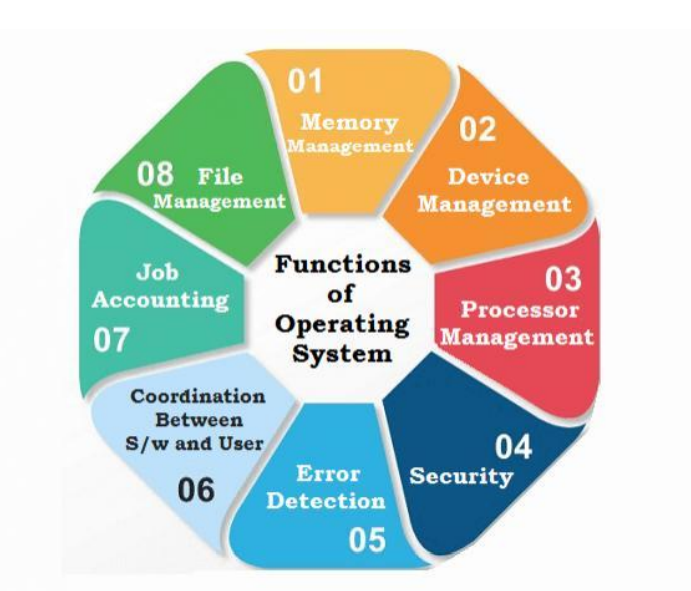 01
Memory
Management
02
Device
Management
03
Processor
Management
04
Security
Error
Detection
05
Coordination
Between
S/w and User
06
Job
Accounting
07
08 File
Management
Functions
of
Operating
System